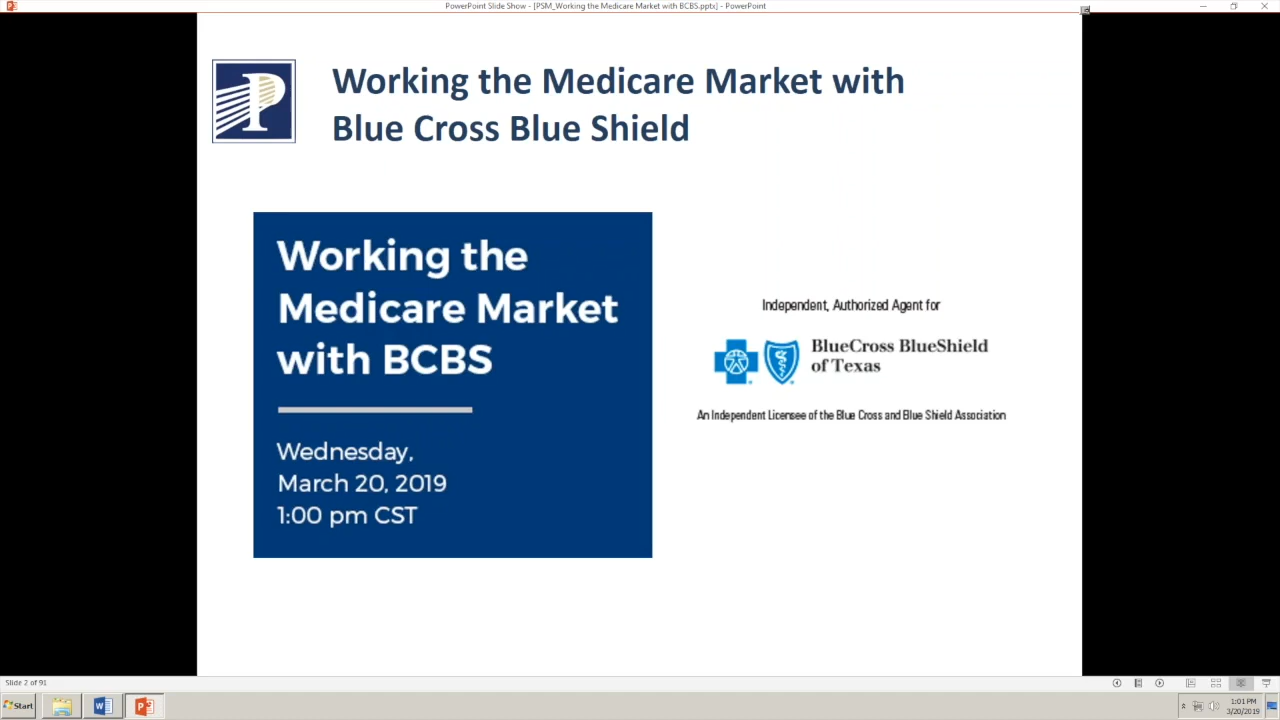 PowerPoint Slide Show - [PSM_Working the Medicare Market with BCBS.pptx] - PowerPoint
P
Working the Medicare Market with
Blue Cross Blue Shield
Working the
Medicare Market
with BCBS
Wednesday,
March 20, 2019
1:00 pm CST
Independent, Authorized Agent for
BlueCross BlueShield
of Texas
An Independent Licensee of the Blue Cross and Blue Shield Association
Slide 2 of 91
Start
1:01 PM
3/20/2019